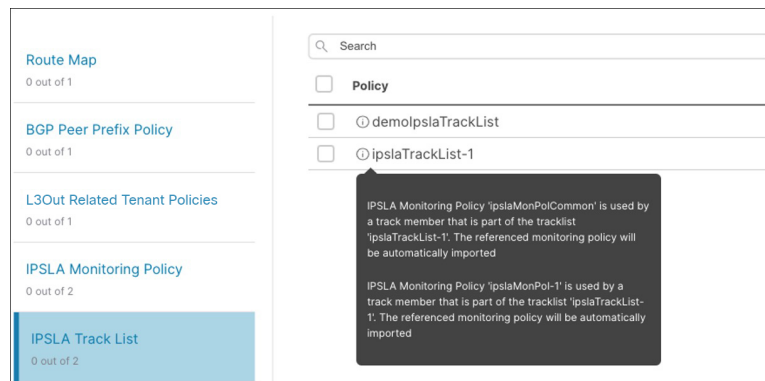 Route Map
0 out of 1
BGP Peer Prefix Policy
0 out of 1
L3Out Related Tenant Policies
0 out of 1
IPSLA Monitoring Policy
0 out of 2
IPSLA Track List
0 out of 2
Search
Policy
demoIpslaTrackList
ipslaTrackList-1
IPSLA Monitoring Policy 'ipslaMonPolCommon' is used by
a track member that is part of the tracklist
'ipslaTrackList-1'. The referenced monitoring policy will
be automatically imported
IPSLA Monitoring Policy 'ipslaMonPol-1' is used by a
track member that is part of the tracklist 'ipslaTrackList-
1'. The referenced monitoring policy will be automatically
imported